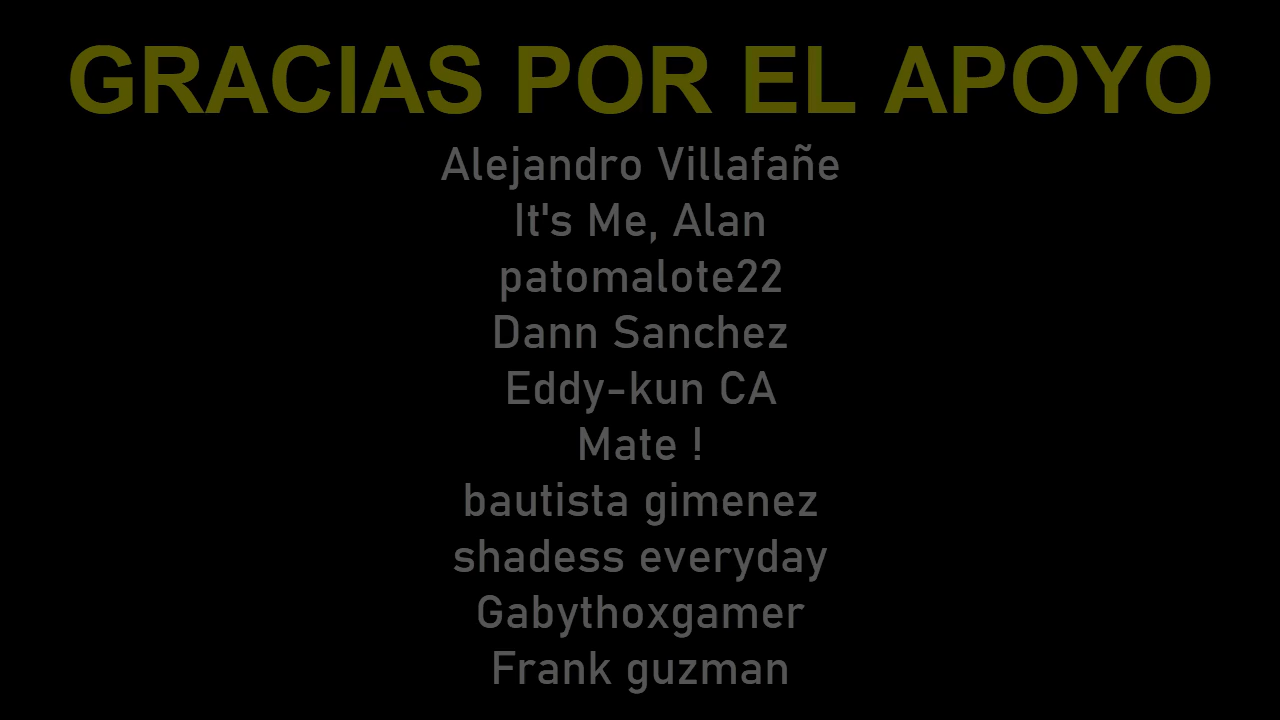 GRACIAS POR EL APOYO
Alejandro Villafañe
It's Me, Alan
patomalote22
Dann Sanchez
Eddy-kun CA
Mate !
bautista gimenez
shadess everyday
Gabythoxgamer
Frank guzman